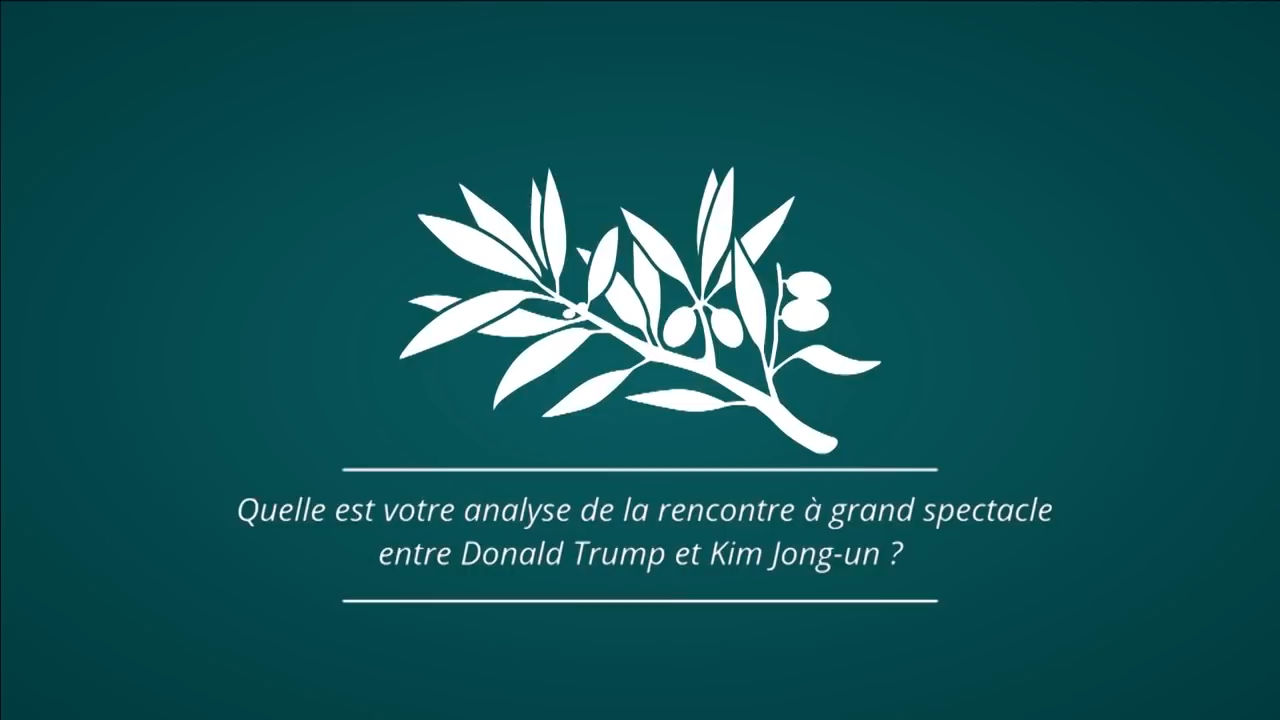 Quelle est votre analyse de la rencontre à grand spectacle
entre Donald Trump et Kim Jong-un ?